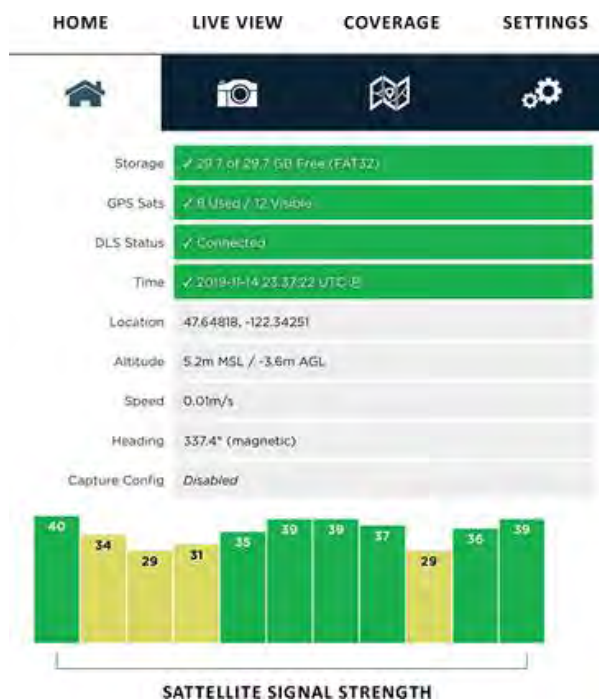 HOME LIVE VIEW COVERAGE SETTINGS
Storage ✓ 29.7 of 29.7 GB Free (FAT32)
GPS Sats ✓ 8 Used / 12 Visible
DLS Status ✓ Connected
Time ✓ 2019-11-14 23:37:22 UTC
Location 47.64818, -122.34251
Altitude 5.2m MSL / -3.6m AGL
Speed 0.01m/s
Heading 337.4° (magnetic)
Capture Config Disabled
40 34 29 31 35 39 39 37 29 36 39
SATTELLITE SIGNAL STRENGTH